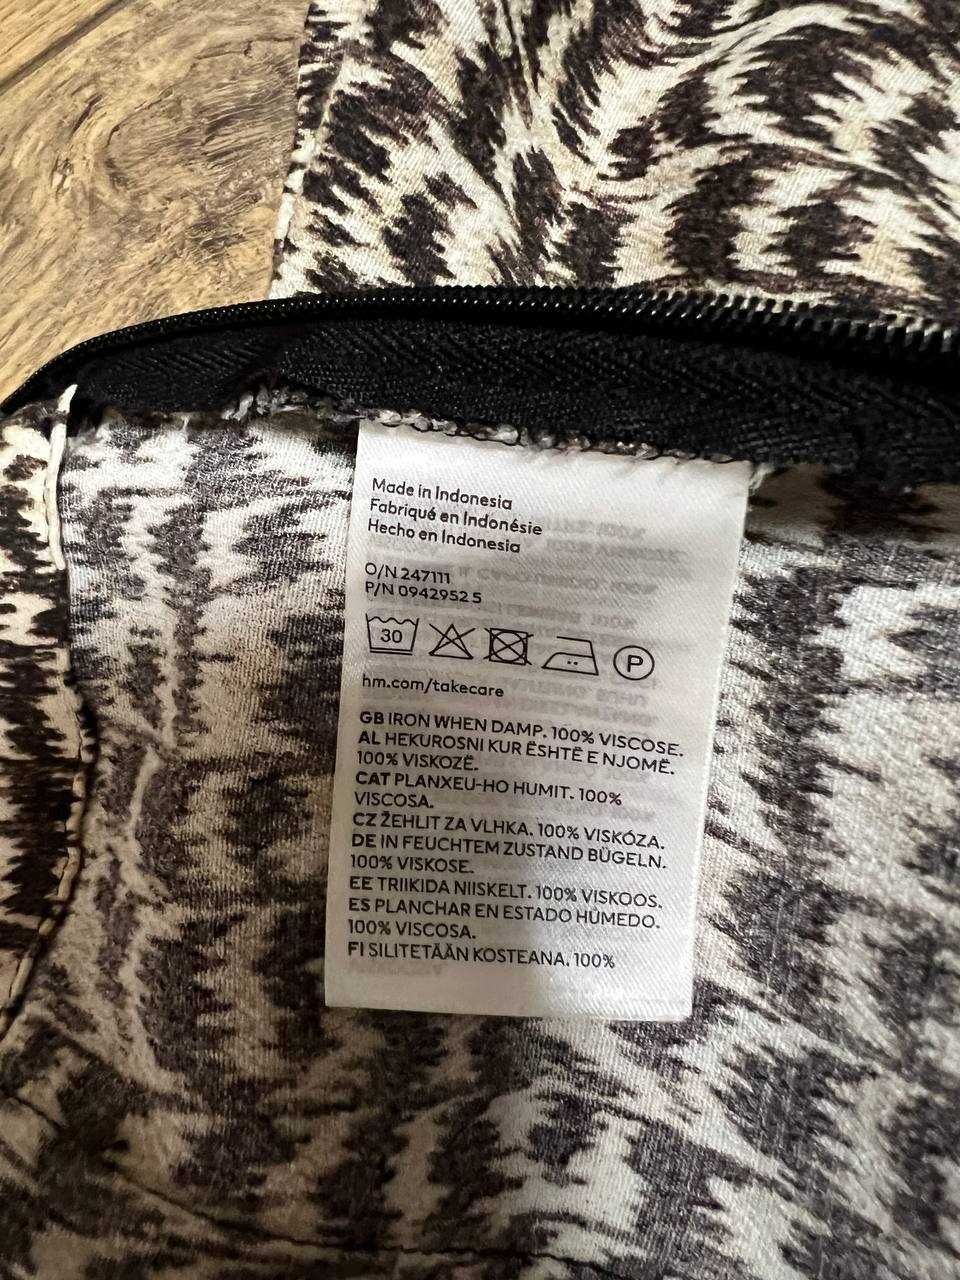 Made in Indonesia
Fabriqué en Indonésie
Hecho en Indonesia
O/N 247111
P/N 0942952 5
30
P
hm.com/takecare
GB IRON WHEN DAMP. 100% VISCOSE.
AL HEKUROSNI KUR ËSHTË E NJOMË.
100% VISKOZË.
CAT PLANXEU-HO HUMIT. 100%
VISCOSA.
CZ ŽEHLIT ZA VLHKA. 100% VISKÓZA.
DE IN FEUCHTEM ZUSTAND BÜGELN.
100% VISKOSE.
EE TRIIKIDA NIISKELT. 100% VISKOOS.
ES PLANCHAR EN ESTADO HÚMEDO.
100% VISCOSA.
FI SILITETÄÄN KOSTEANA. 100%